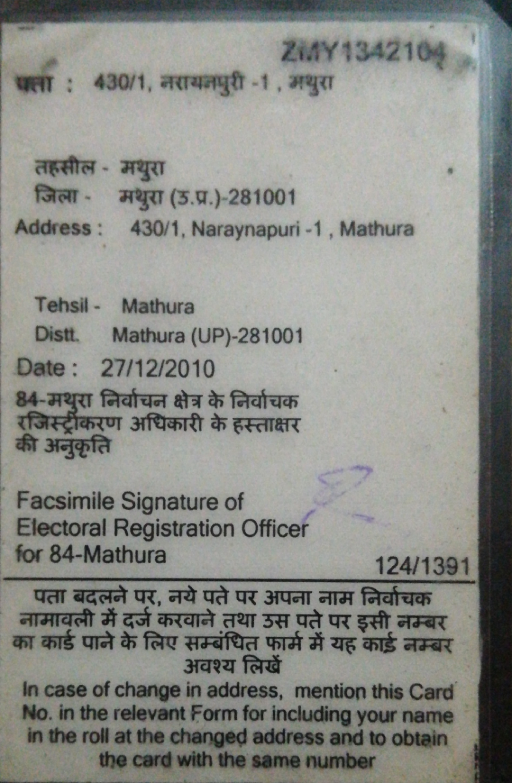 ZMY1342104
पता : 430/1, नरायनपुरी -1 , मथुरा
तहसील - मथुरा
जिला - मथुरा (उ.प्र.)-281001
Address : 430/1, Naraynapuri -1 , Mathura
Tehsil - Mathura
Distt. Mathura (UP)-281001
Date : 27/12/2010
84-मथुरा निर्वाचन क्षेत्र के निर्वाचक
रजिस्ट्रीकरण अधिकारी के हस्ताक्षर
की अनुकृति
Facsimile Signature of
Electoral Registration Officer
for 84-Mathura
124/1391
पता बदलने पर, नये पते पर अपना नाम निर्वाचक
नामावली में दर्ज करवाने तथा उस पते पर इसी नम्बर
का कार्ड पाने के लिए सम्बंधित फार्म में यह कार्ड नम्बर
अवश्य लिखें
In case of change in address, mention this Card
No. in the relevant Form for including your name
in the roll at the changed address and to obtain
the card with the same number